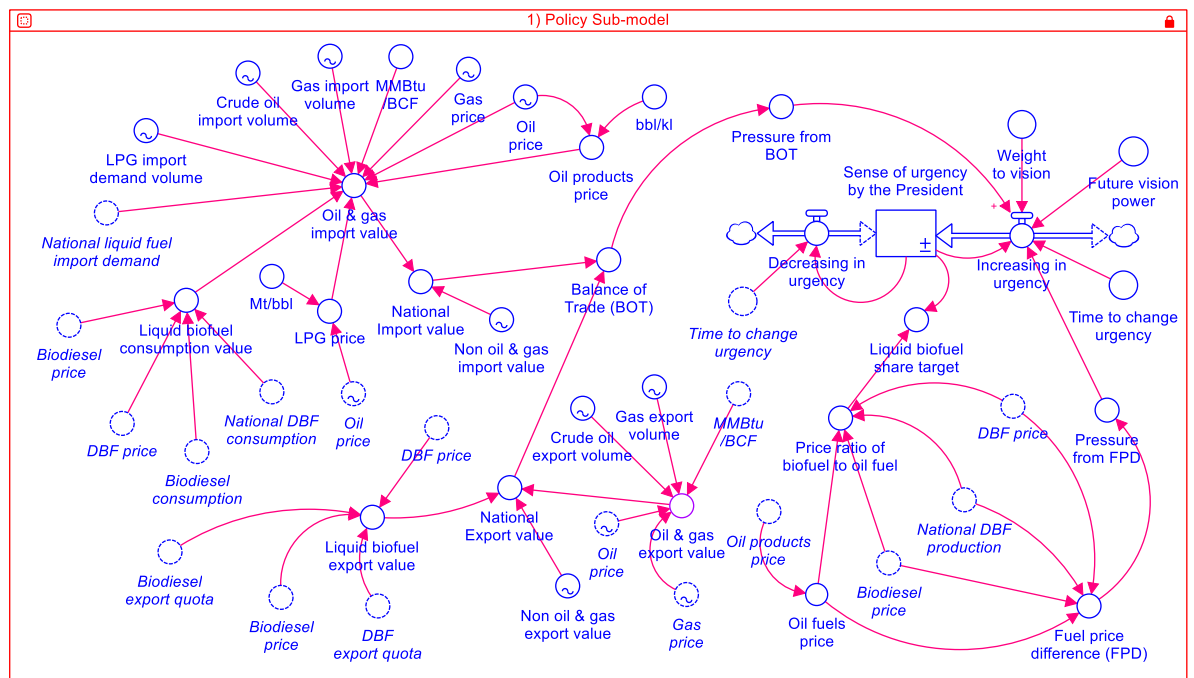 1) Policy Sub-model
Gas import
volume
MMBtu
/BCF
Crude oil
import volume
Gas
price
Oil
price
bbl/kl
LPG import
demand volume
Oil products
price
Pressure from
BOT
Weight
to vision
Future vision
power
Sense of urgency
by the President
+
National liquid fuel
import demand
Oil & gas
import value
Decreasing in
urgency
±
Increasing in
urgency
Mt/bbl
National
Import value
Balance of
Trade (BOT)
Time to change
urgency
Time to change
urgency
Liquid biofuel
consumption value
LPG price
Non oil & gas
import value
Liquid biofuel
share target
Biodiesel
price
DBF price
National DBF
consumption
Oil
price
DBF price
Crude oil
export volume
Gas export
volume
MMBtu
/BCF
Price ratio of
biofuel to oil fuel
DBF price
Pressure
from FPD
Biodiesel
consumption
National
Export value
Oil & gas
export value
Oil products
price
National DBF
production
Liquid biofuel
export value
Oil
price
Biodiesel
export quota
Biodiesel
price
DBF
export quota
Non oil & gas
export value
Gas
price
Oil fuels
price
Biodiesel
price
Fuel price
difference (FPD)